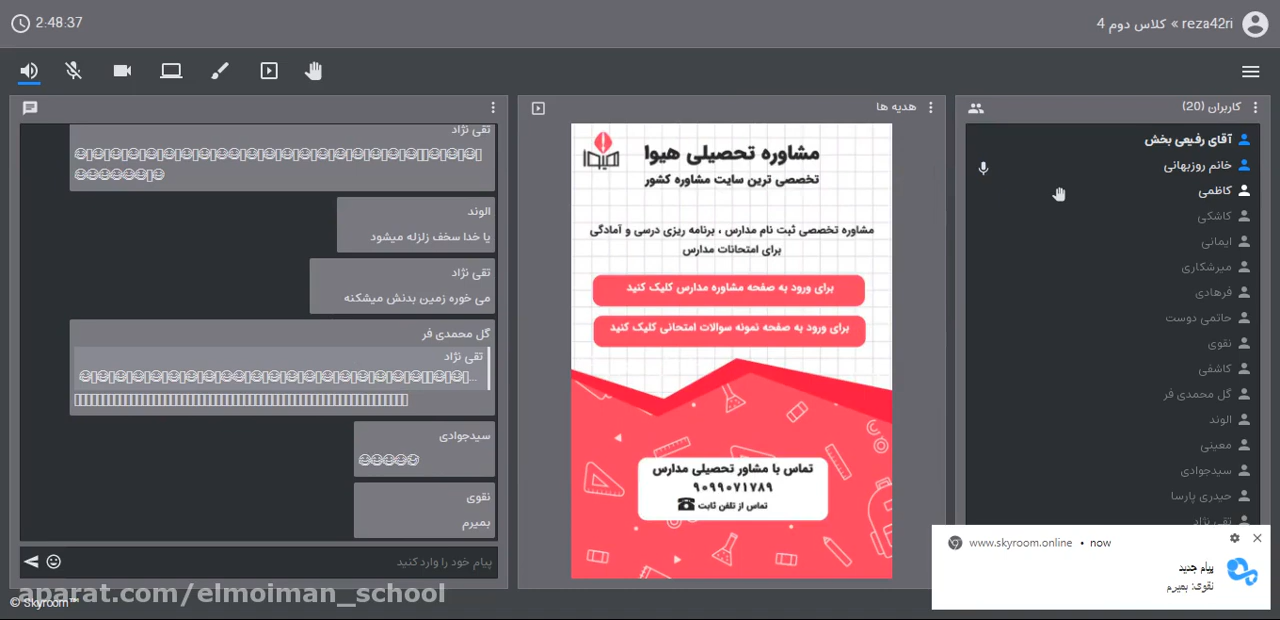 2:48:37
reza42ri » کلاس دوم 4
تقی نژاد
الوند
یا خدا سخف زلزله میشود
تقی نژاد
می خوره زمین بدنش میشکنه
گل محمدی فر
تقی نژاد
سیدجوادی
نقوی
بمیرم
پیام خود را وارد کنید
هدیه ها
هیوا
مشاوره تحصیلی هیوا
تخصصی ترین سایت مشاوره کشور
مشاوره تخصصی ثبت نام مدارس ، برنامه ریزی درسی و آمادگی
برای امتحانات مدارس
برای ورود به صفحه مشاوره مدارس کلیک کنید
برای ورود به صفحه نمونه سوالات امتحانی کلیک کنید
تماس با مشاور تحصیلی مدارس
۹۰۹۹۰۷۱۷۸۹
تماس از تلفن ثابت
کاربران (20)
آقای رفیعی بخش
خانم روزبهانی
کاظمی
کاشکی
ایمانی
میرشکاری
فرهادی
حاتمی دوست
نقوی
کاشفی
گل محمدی فر
الوند
معینی
سیدجوادی
حیدری پارسا
تقی نژاد
www.skyroom.online • now
پیام جدید
نقوی: بمیرم
aparat.com/elmoiman_school
© Skyroom™